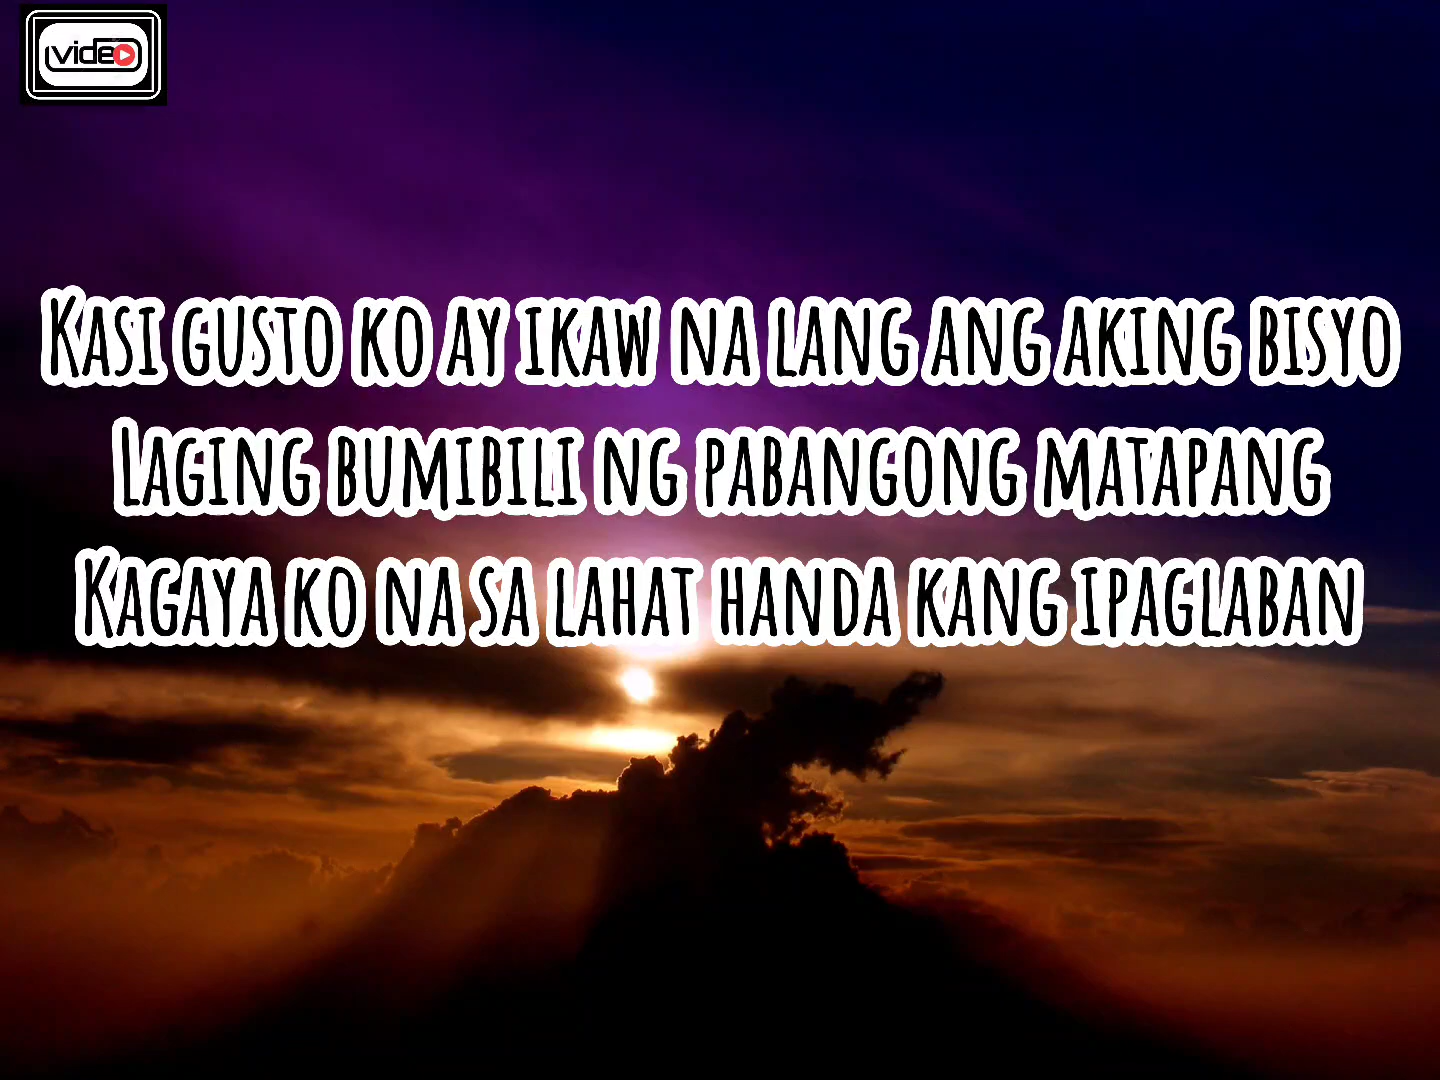 video
Kasi gusto ko ay ikaw na lang ang aking bisyo
Laging bumibili ng pabangong matapang
Kagaya ko na sa lahat handa kang ipaglaban